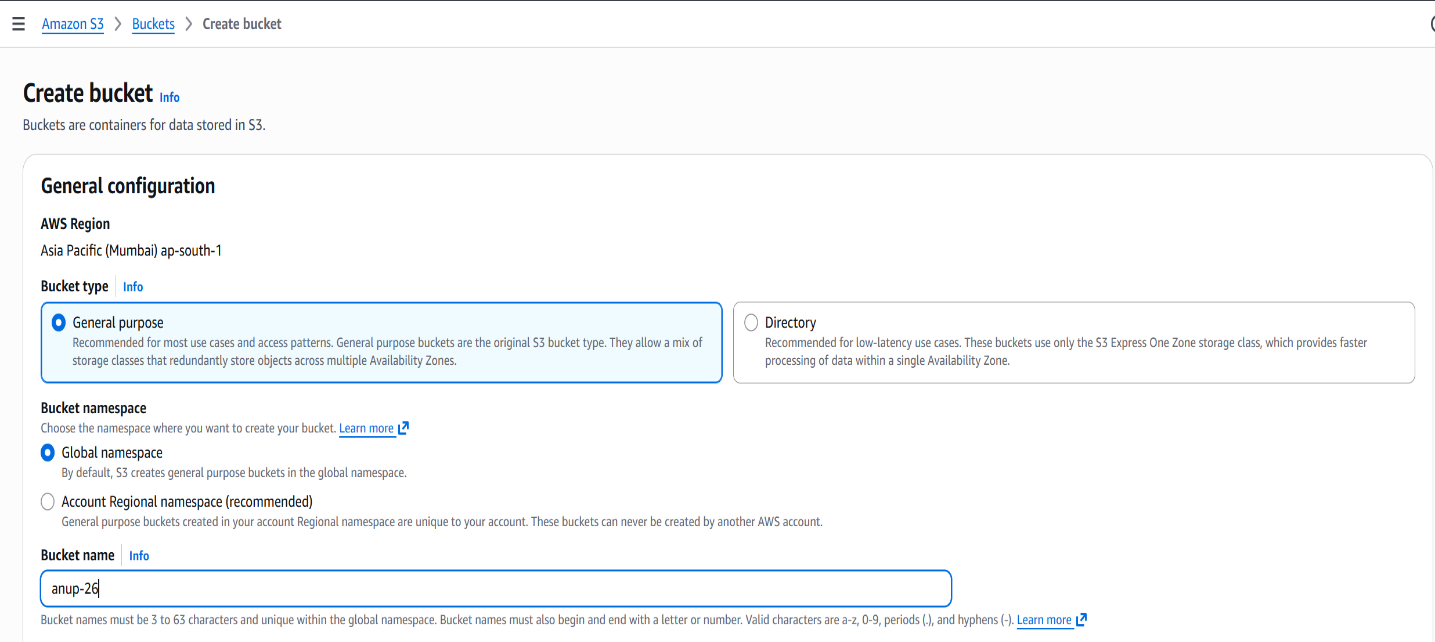 Amazon S3 > Buckets > Create bucket
Create bucket Info
Buckets are containers for data stored in S3.
General configuration
AWS Region
Asia Pacific (Mumbai) ap-south-1
Bucket type Info
General purpose
Recommended for most use cases and access patterns. General purpose buckets are the original S3 bucket type. They allow a mix of
storage classes that redundantly store objects across multiple Availability Zones.
Directory
Recommended for low-latency use cases. These buckets use only the S3 Express One Zone storage class, which provides faster
processing of data within a single Availability Zone.
Bucket namespace
Choose the namespace where you want to create your bucket. Learn more
Global namespace
By default, S3 creates general purpose buckets in the global namespace.
Account Regional namespace (recommended)
General purpose buckets created in your account Regional namespace are unique to your account. These buckets can never be created by another AWS account.
Bucket name Info
anup-26
Bucket names must be 3 to 63 characters and unique within the global namespace. Bucket names must also begin and end with a letter or number. Valid characters are a-z, 0-9, periods (.), and hyphens (-). Learn more